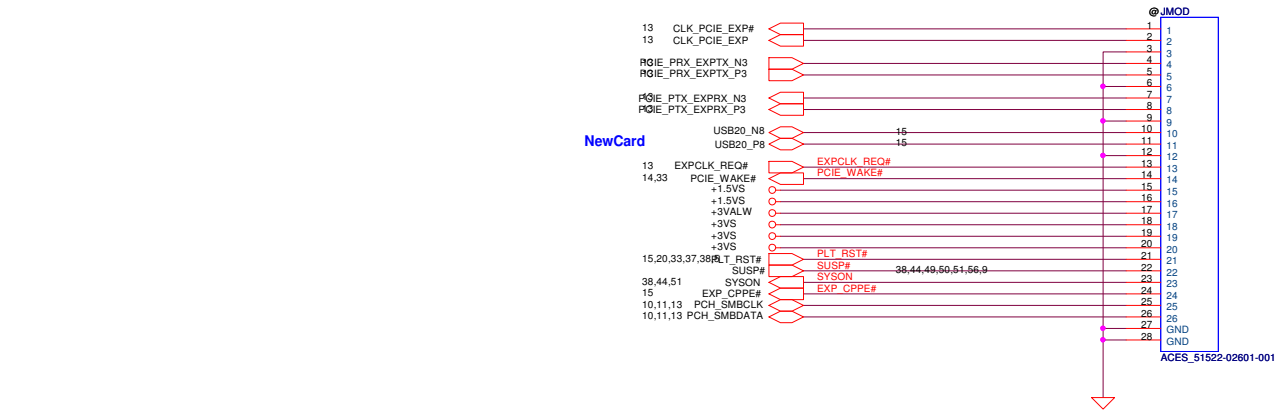 @ JMOD
13 CLK_PCIE_EXP# 1 1
13 CLK_PCIE_EXP 2 2
3 3
13 PCIE_PRX_EXPTX_N3 4 4
13 PCIE_PRX_EXPTX_P3 5 5
6 6
13 PCIE_PTX_EXPRX_N3 7 7
13 PCIE_PTX_EXPRX_P3 8 8
9 9
USB20_N8 15 10 10
NewCard
USB20_P8 15 11 11
12 12
13 EXPCLK_REQ# EXPCLK_REQ# 13 13
14,33 PCIE_WAKE# PCIE_WAKE# 14 14
+1.5VS 15 15
+1.5VS 16 16
+3VALW 17 17
+3VS 18 18
+3VS 19 19
+3VS 20 20
15,20,33,37,38,5 PLT_RST# PLT_RST# 21 21
SUSP# SUSP# 38,44,49,50,51,56,9 22 22
38,44,51 SYSON SYSON 23 23
15 EXP_CPPE# EXP_CPPE# 24 24
10,11,13 PCH_SMBCLK 25 25
10,11,13 PCH_SMBDATA 26 26
27 GND
28 GND
ACES_51522-02601-001